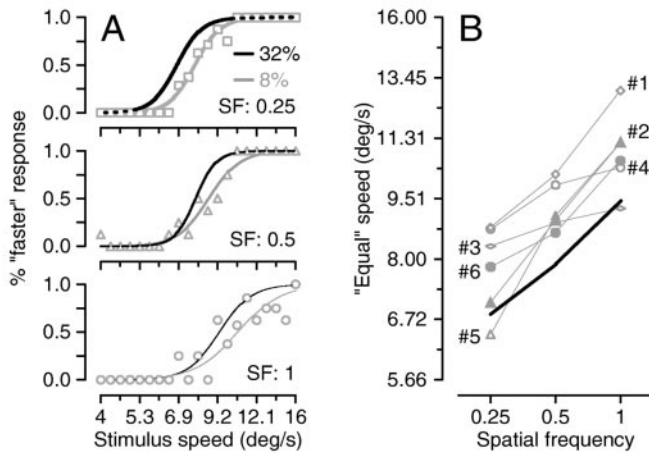 A
1.0
0.5
0.0
32%
8%
SF: 0.25
1.0
0.5
0.0
SF: 0.5
1.0
0.5
0.0
SF: 1
4 5.3 6.9 9.2 12.1 16
Stimulus speed (deg/s)
% "faster" response
B
16.00
13.45
11.31
9.51
8.00
6.72
5.66
"Equal" speed (deg/s)
#1
#2
#4
#3
#6
#5
0.25 0.5 1
Spatial frequency